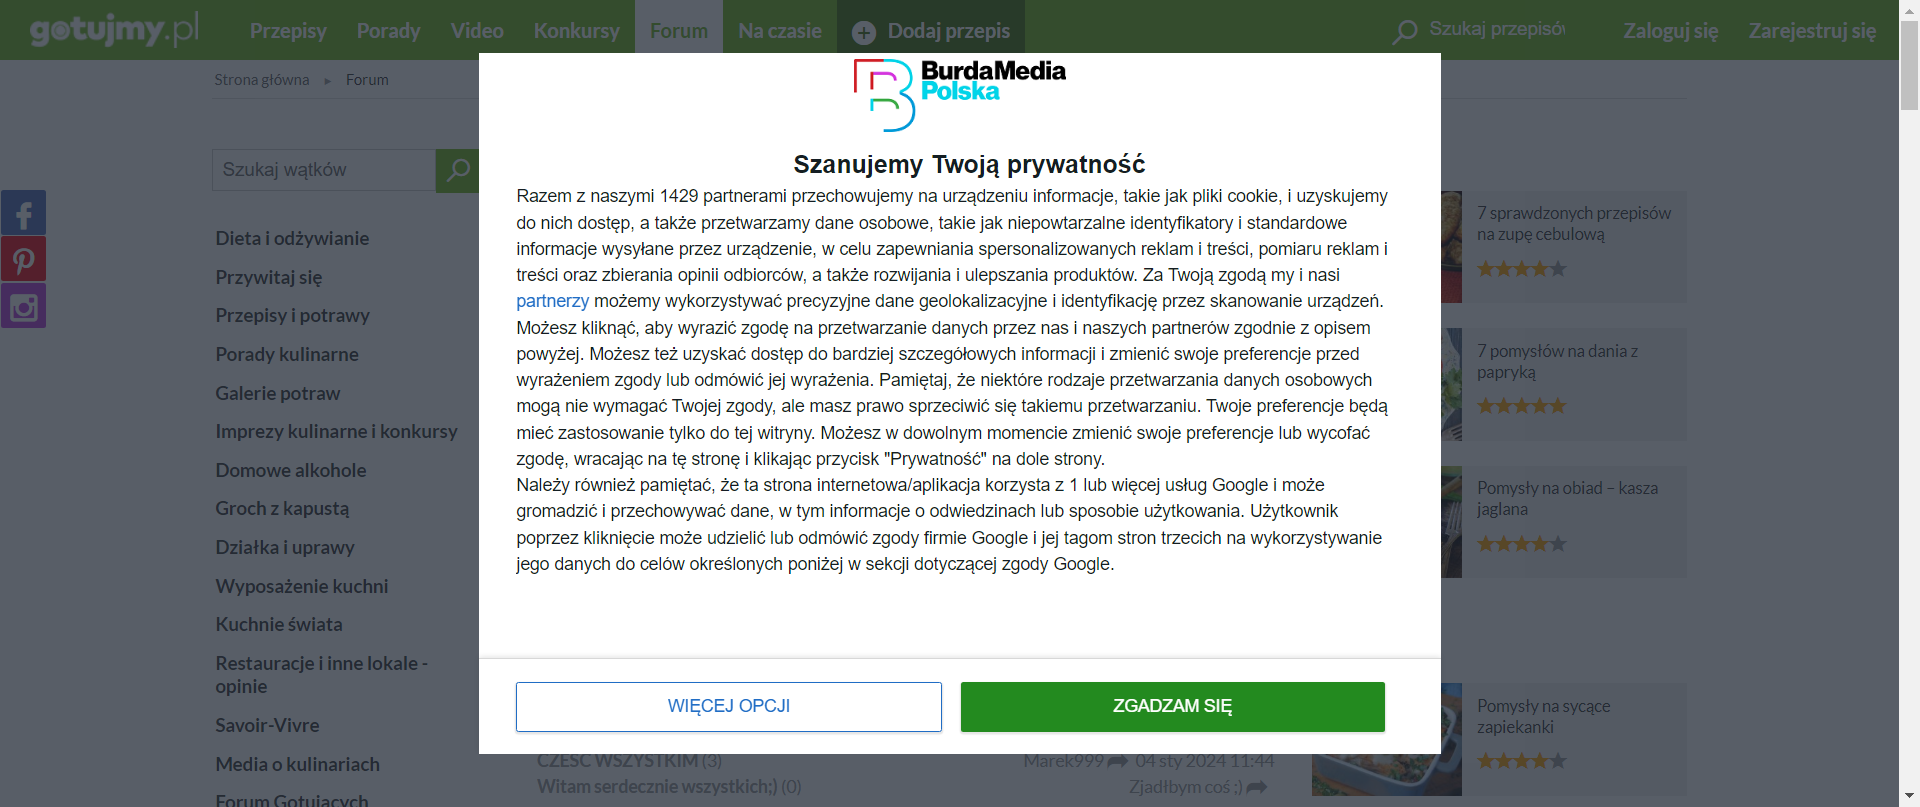 gotujmy.pl
Przepisy Porady Video Konkursy Forum Na czasie Dodaj przepis Szukaj przepisów Zaloguj się Zarejestruj się
Strona główna ▸ Forum
Szukaj wątków
Dieta i odżywianie
Przywitaj się
Przepisy i potrawy
Porady kulinarne
Galerie potraw
Imprezy kulinarne i konkursy
Domowe alkohole
Groch z kapustą
Działka i uprawy
Wyposażenie kuchni
Kuchnie świata
Restauracje i inne lokale -
opinie
Savoir-Vivre
Media o kulinariach
Forum Gotujących
BurdaMedia
Polska
Szanujemy Twoją prywatność
Razem z naszymi 1429 partnerami przechowujemy na urządzeniu informacje, takie jak pliki cookie, i uzyskujemy
do nich dostęp, a także przetwarzamy dane osobowe, takie jak niepowtarzalne identyfikatory i standardowe
informacje wysyłane przez urządzenie, w celu zapewniania spersonalizowanych reklam i treści, pomiaru reklam i
treści oraz zbierania opinii odbiorców, a także rozwijania i ulepszania produktów. Za Twoją zgodą my i nasi
partnerzy możemy wykorzystywać precyzyjne dane geolokalizacyjne i identyfikację przez skanowanie urządzeń.
Możesz kliknąć, aby wyrazić zgodę na przetwarzanie danych przez nas i naszych partnerów zgodnie z opisem
powyżej. Możesz też uzyskać dostęp do bardziej szczegółowych informacji i zmienić swoje preferencje przed
wyrażeniem zgody lub odmówić jej wyrażenia. Pamiętaj, że niektóre rodzaje przetwarzania danych osobowych
mogą nie wymagać Twojej zgody, ale masz prawo sprzeciwić się takiemu przetwarzaniu. Twoje preferencje będą
mieć zastosowanie tylko do tej witryny. Możesz w dowolnym momencie zmienić swoje preferencje lub wycofać
zgodę, wracając na tę stronę i klikając przycisk "Prywatność" na dole strony.
Należy również pamiętać, że ta strona internetowa/aplikacja korzysta z 1 lub więcej usług Google i może
gromadzić i przechowywać dane, w tym informacje o odwiedzinach lub sposobie użytkowania. Użytkownik
poprzez kliknięcie może udzielić lub odmówić zgody firmie Google i jej tagom stron trzecich na wykorzystywanie
jego danych do celów określonych poniżej w sekcji dotyczącej zgody Google.
WIĘCEJ OPCJI ZGADZAM SIĘ
CZEŚĆ WSZYSTKIM (3) Marek999 04 sty 2024 11:44
Witam serdecznie wszystkich;) (0) Zjadłbym coś ;)
7 sprawdzonych przepisów
na zupę cebulową
7 pomysłów na dania z
papryką
Pomysły na obiad – kasza
jaglana
Pomysły na sycące
zapiekanki